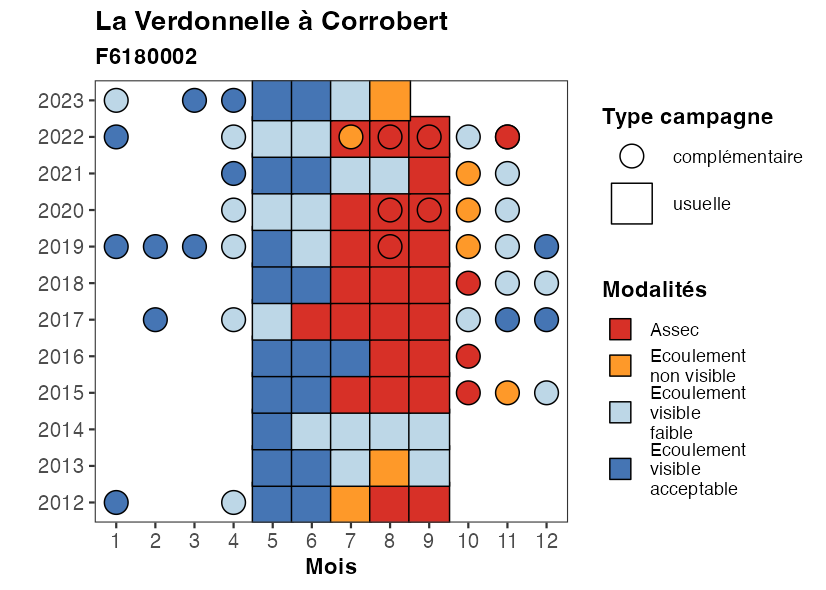 La Verdonnelle à Corrobert
F6180002
2023
2022
2021
2020
2019
2018
2017
2016
2015
2014
2013
2012
1 2 3 4 5 6 7 8 9 10 11 12
Mois
Type campagne
complémentaire
usuelle
Modalités
Assec
Ecoulement
non visible
Ecoulement
visible
faible
Ecoulement
visible
acceptable